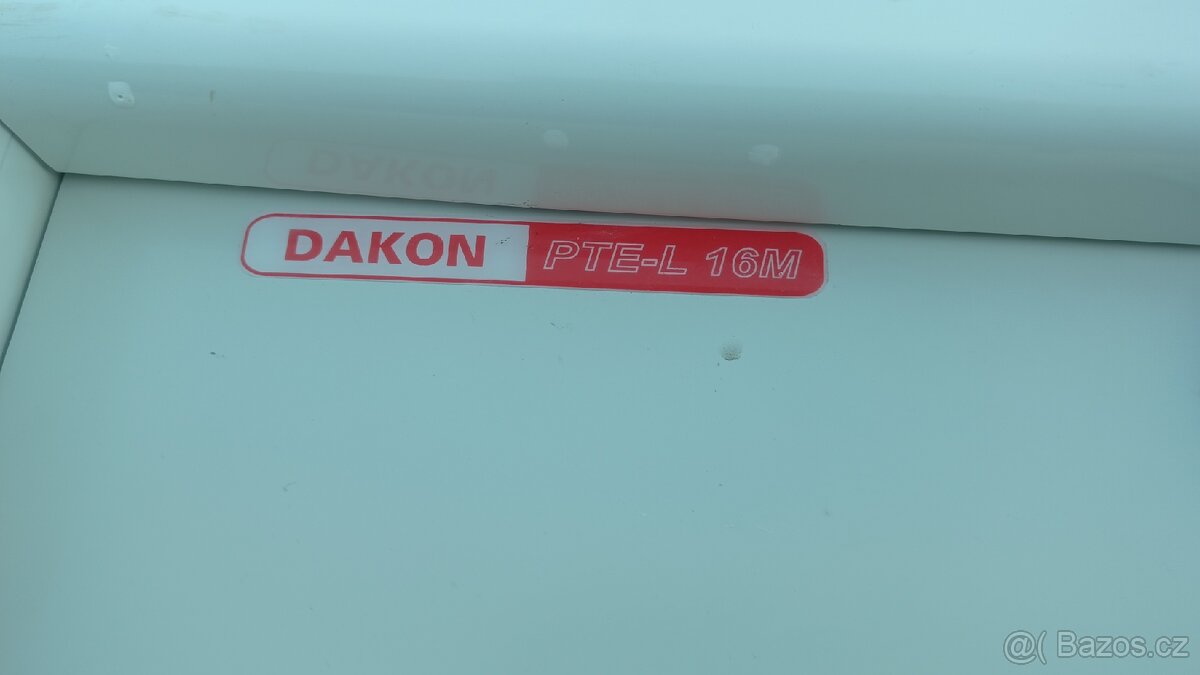 DAKON PTE-L 16M
@( Bazos.cz